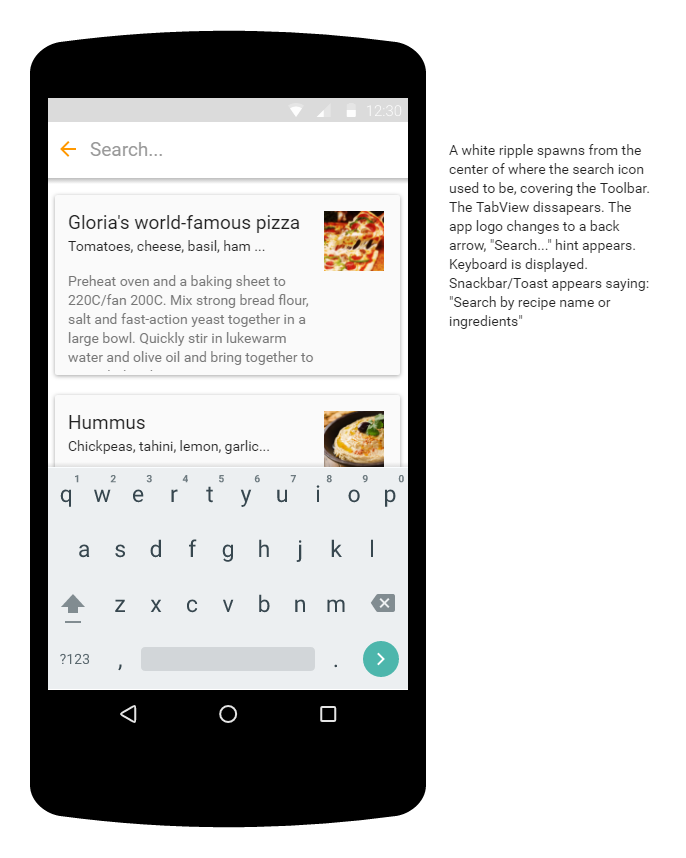 12:30
Search...
Gloria's world-famous pizza
Tomatoes, cheese, basil, ham ...
Preheat oven and a baking sheet to
220C/fan 200C. Mix strong bread flour,
salt and fast-action yeast together in a
large bowl. Quickly stir in lukewarm
water and olive oil and bring together to
Hummus
Chickpeas, tahini, lemon, garlic...
1 2 3 4 5 6 7 8 9 0
q w e r t y u i o p
a s d f g h j k l
z x c v b n m
?123 , .
A white ripple spawns from the
center of where the search icon
used to be, covering the Toolbar.
The TabView dissapears. The
app logo changes to a back
arrow, "Search..." hint appears.
Keyboard is displayed.
Snackbar/Toast appears saying:
"Search by recipe name or
ingredients"